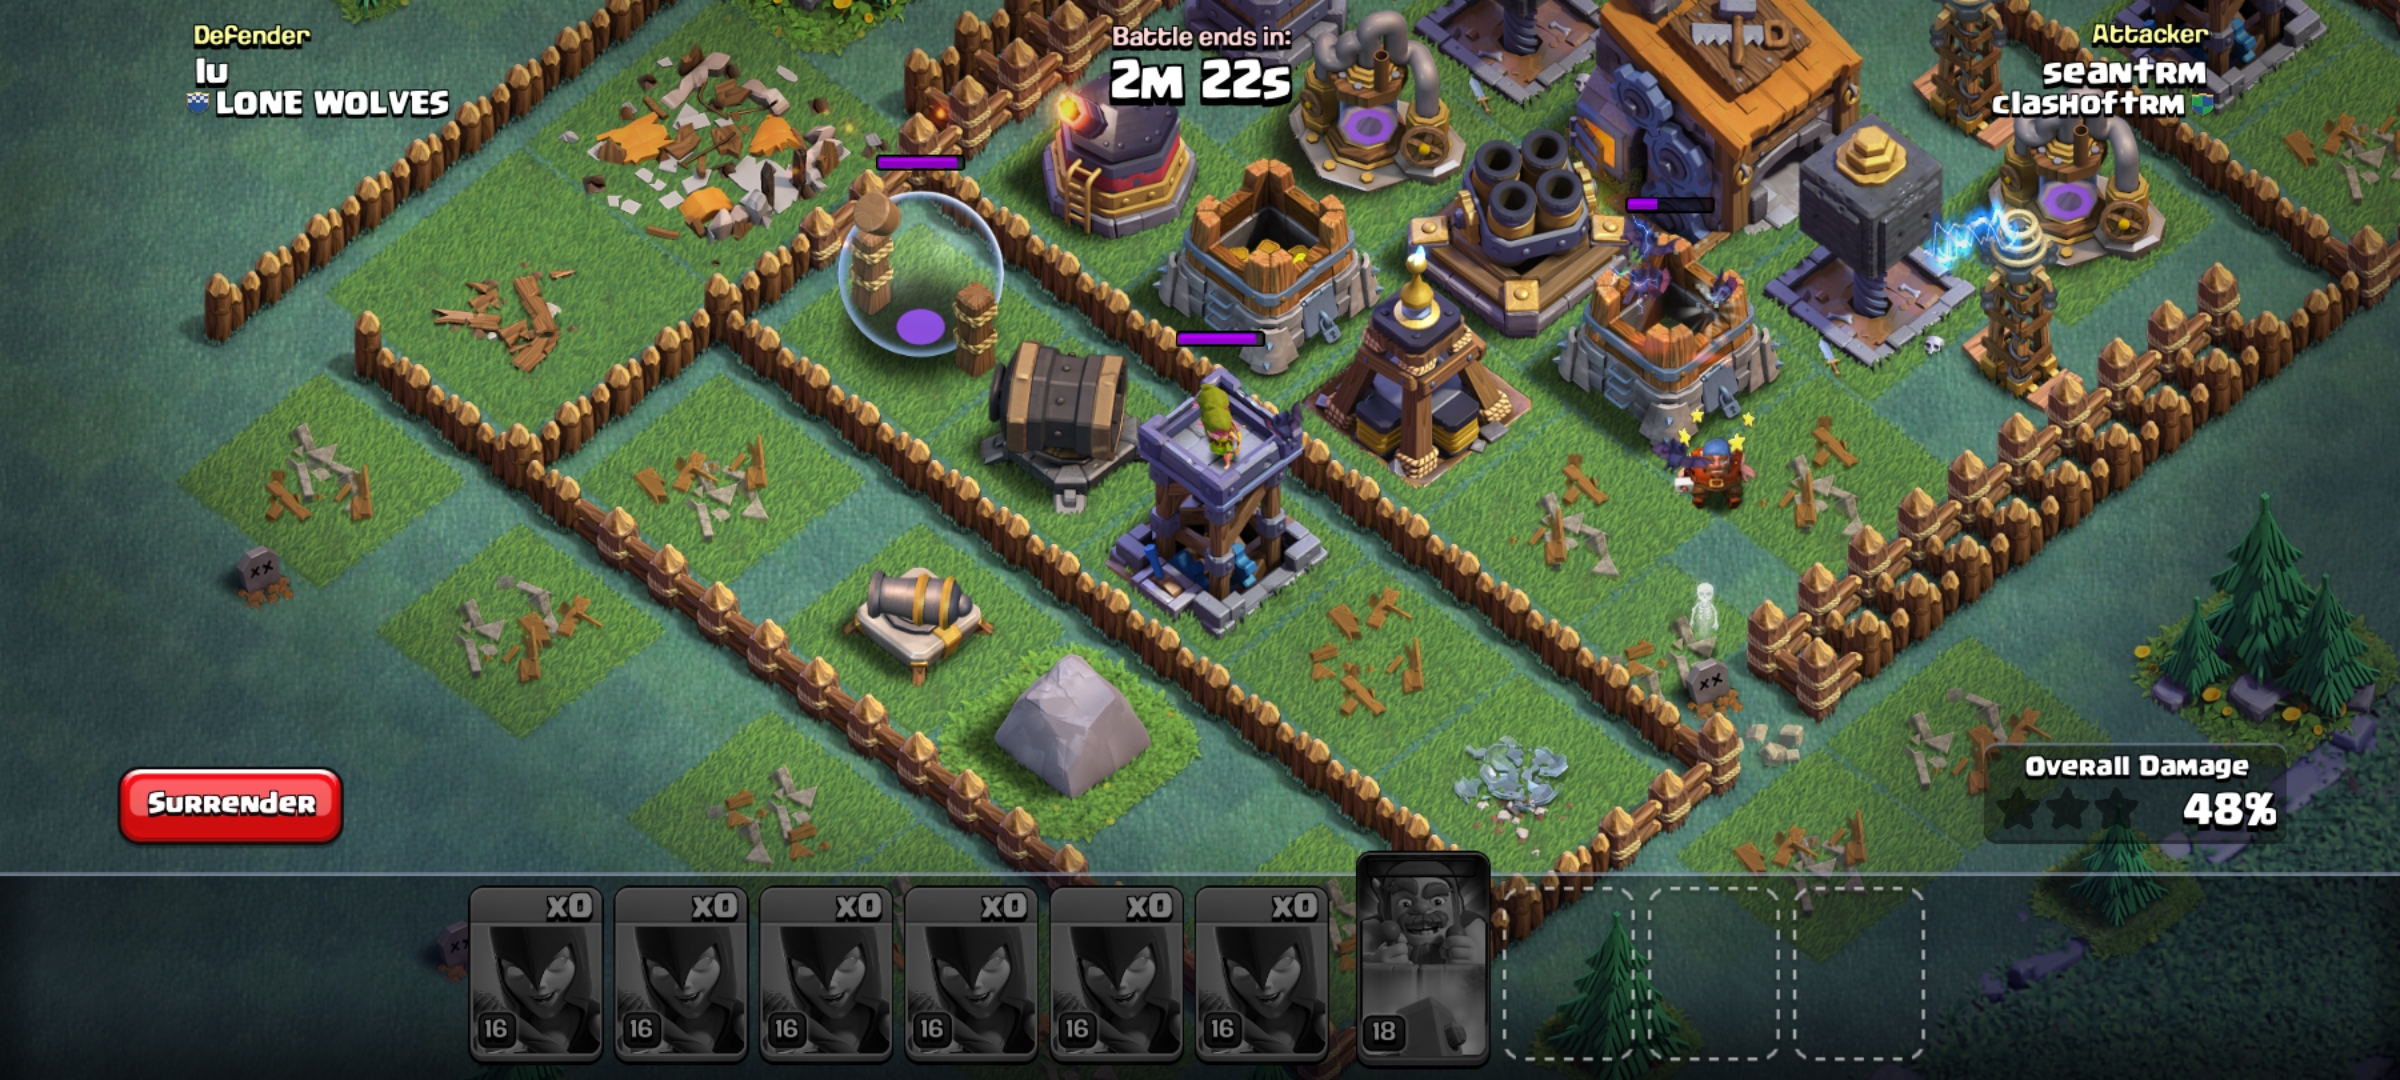 Defender
lu
LONE WOLVES
Battle ends in:
2M 22S
Attacker
seantRM
clashoftRM
Surrender
Overall Damage
48%
x0
x0
x0
x0
x0
x0
16
16
16
16
16
16
18